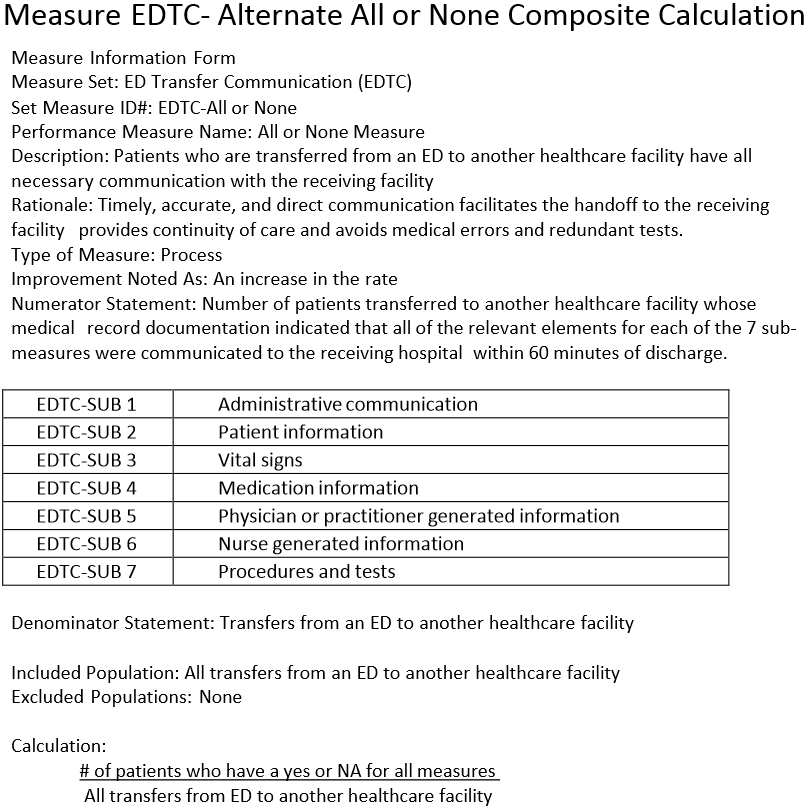 Measure EDTC- Alternate All or None Composite Calculation
Measure Information Form
Measure Set: ED Transfer Communication (EDTC)
Set Measure ID#: EDTC-All or None
Performance Measure Name: All or None Measure
Description: Patients who are transferred from an ED to another healthcare facility have all
necessary communication with the receiving facility
Rationale: Timely, accurate, and direct communication facilitates the handoff to the receiving
facility provides continuity of care and avoids medical errors and redundant tests.
Type of Measure: Process
Improvement Noted As: An increase in the rate
Numerator Statement: Number of patients transferred to another healthcare facility whose
medical record documentation indicated that all of the relevant elements for each of the 7 sub-
measures were communicated to the receiving hospital within 60 minutes of discharge.
EDTC-SUB 1 Administrative communication
EDTC-SUB 2 Patient information
EDTC-SUB 3 Vital signs
EDTC-SUB 4 Medication information
EDTC-SUB 5 Physician or practitioner generated information
EDTC-SUB 6 Nurse generated information
EDTC-SUB 7 Procedures and tests
Denominator Statement: Transfers from an ED to another healthcare facility
Included Population: All transfers from an ED to another healthcare facility
Excluded Populations: None
Calculation:
# of patients who have a yes or NA for all measures
All transfers from ED to another healthcare facility